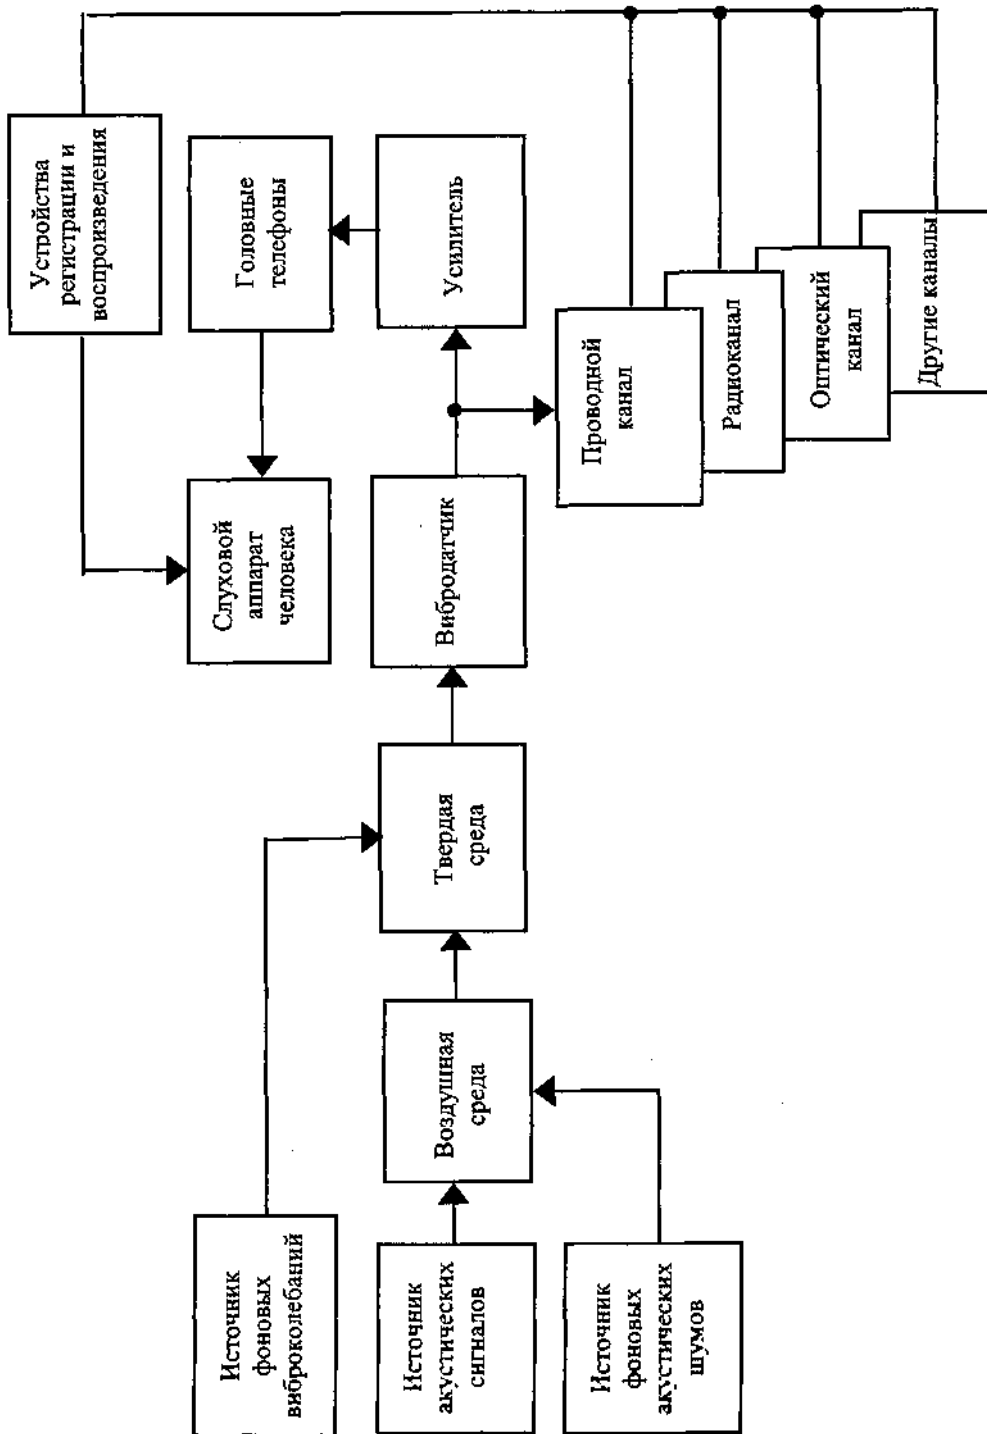 Устройства
регистрации и
воспроизведения
Головные
телефоны
Усилитель
Слуховой
аппарат
человека
Вибродатчик
Проводной
канал
Радиоканал
Оптический
канал
Другие каналы
Твердая
среда
Воздушная
среда
Источник
фоновых
виброколебаний
Источник
акустических
сигналов
Источник
фоновых
акустических
шумов